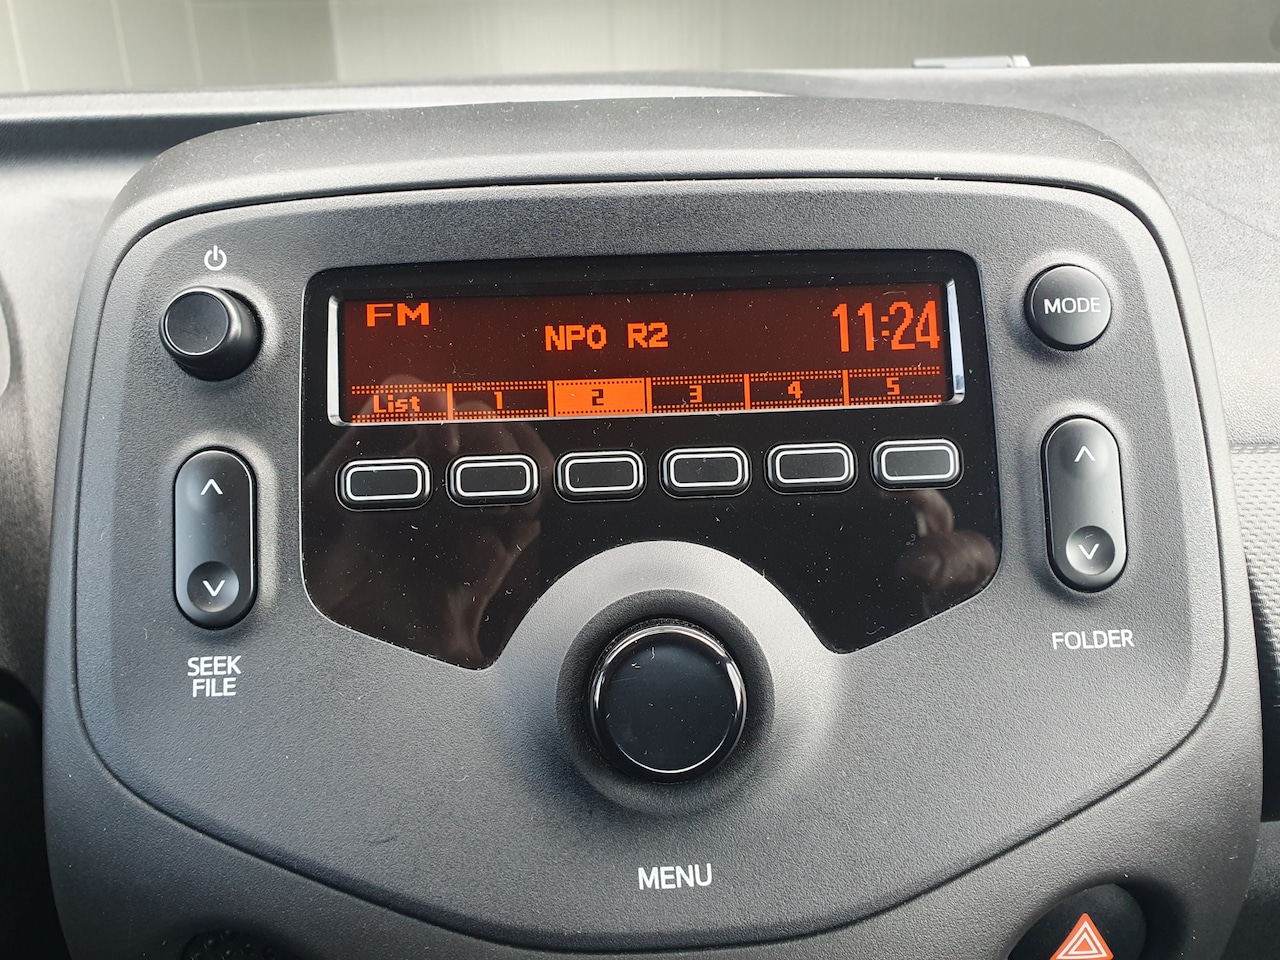 FM
NPO R2
11:24
List 1 2 3 4 5
MODE
SEEK
FILE
FOLDER
MENU